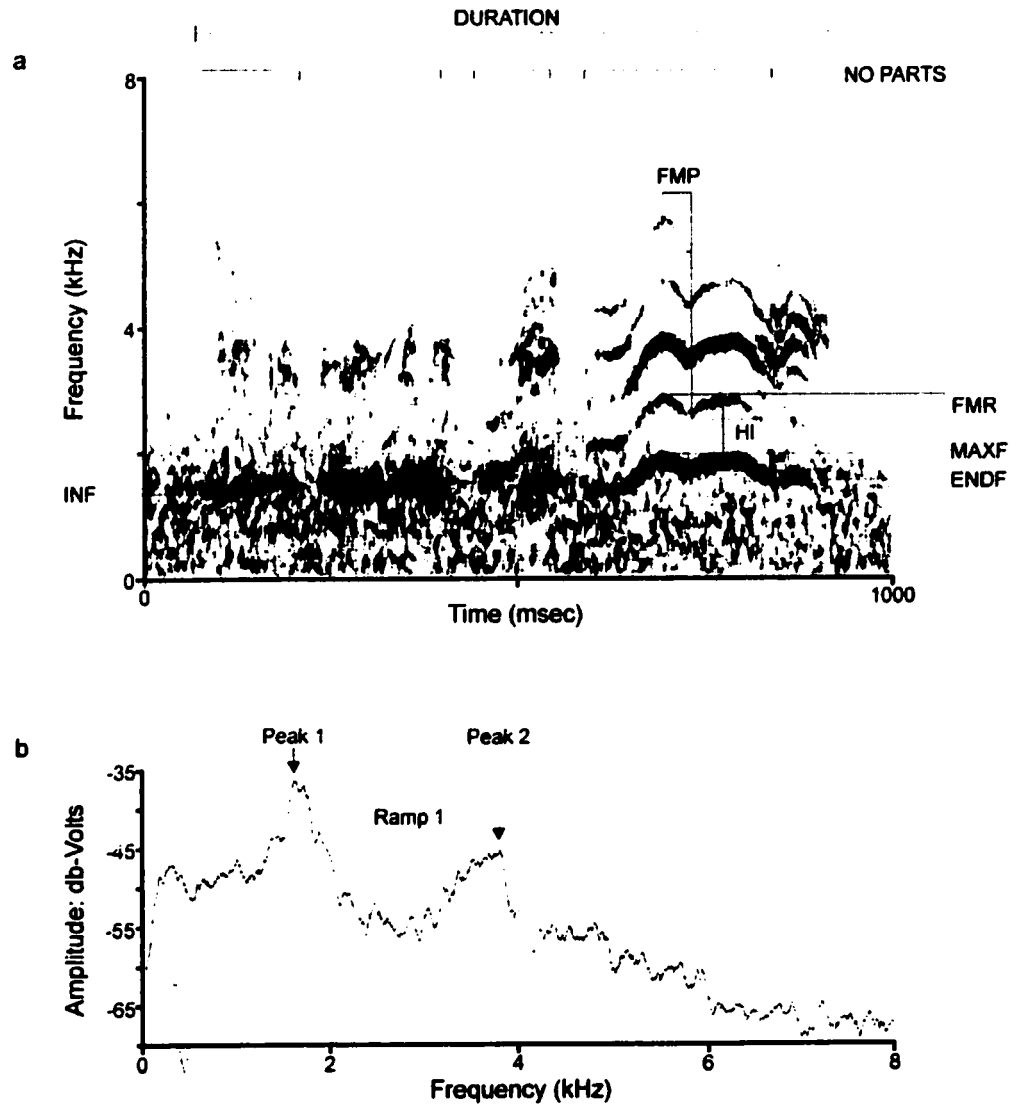 DURATION
a
8
NO PARTS
FMP
Frequency (kHz)
4
FMR
HI
MAXF
INF
ENDF
0
0
1000
Time (msec)
b
Peak 1
Peak 2
-35
Ramp 1
-45
Amplitude: db-Volts
-55
-65
0
2
4
6
8
Frequency (kHz)